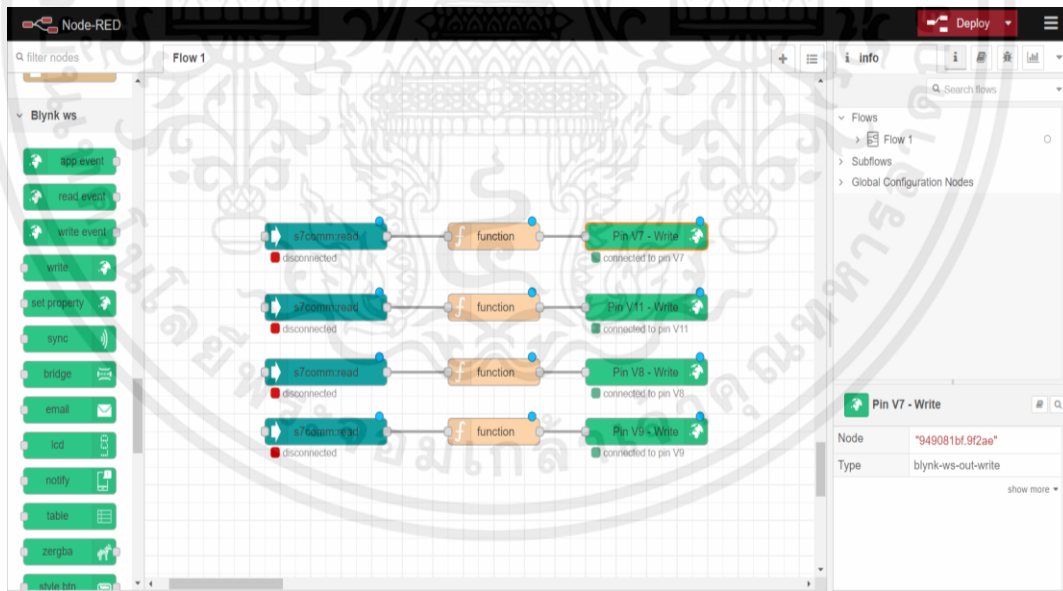 Node-RED
Deploy
filter nodes
Flow 1
info
i
Search flows
Blynk ws
app event
read event
write event
write
set property
sync
bridge
email
lcd
notify
table
zergba
style btn
s7comm:read
function
Pin V7 - Write
disconnected
connected to pin V7
s7comm:read
function
Pin V11 - Write
disconnected
connected to pin V11
s7comm:read
function
Pin V8 - Write
disconnected
connected to pin V8
s7comm:read
function
Pin V9 - Write
disconnected
connected to pin V9
Flows
Flow 1
Subflows
Global Configuration Nodes
Pin V7 - Write
Node "949081bf.9f2ae"
Type blynk-ws-out-write
show more